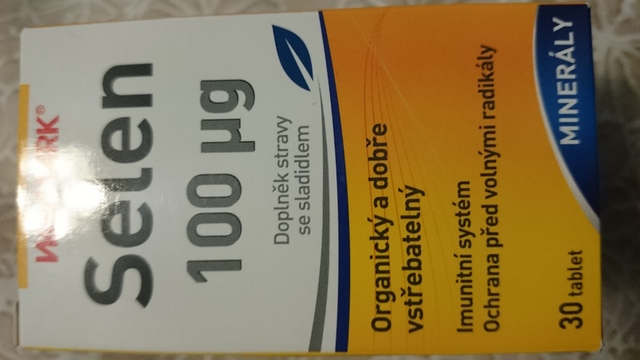 Selen
100 µg
Doplněk stravy
se sladidlem
Organický a dobře
vstřebatelný
Imunitní systém
Ochrana před volnými radikály
30 tablet
MINERÁLY